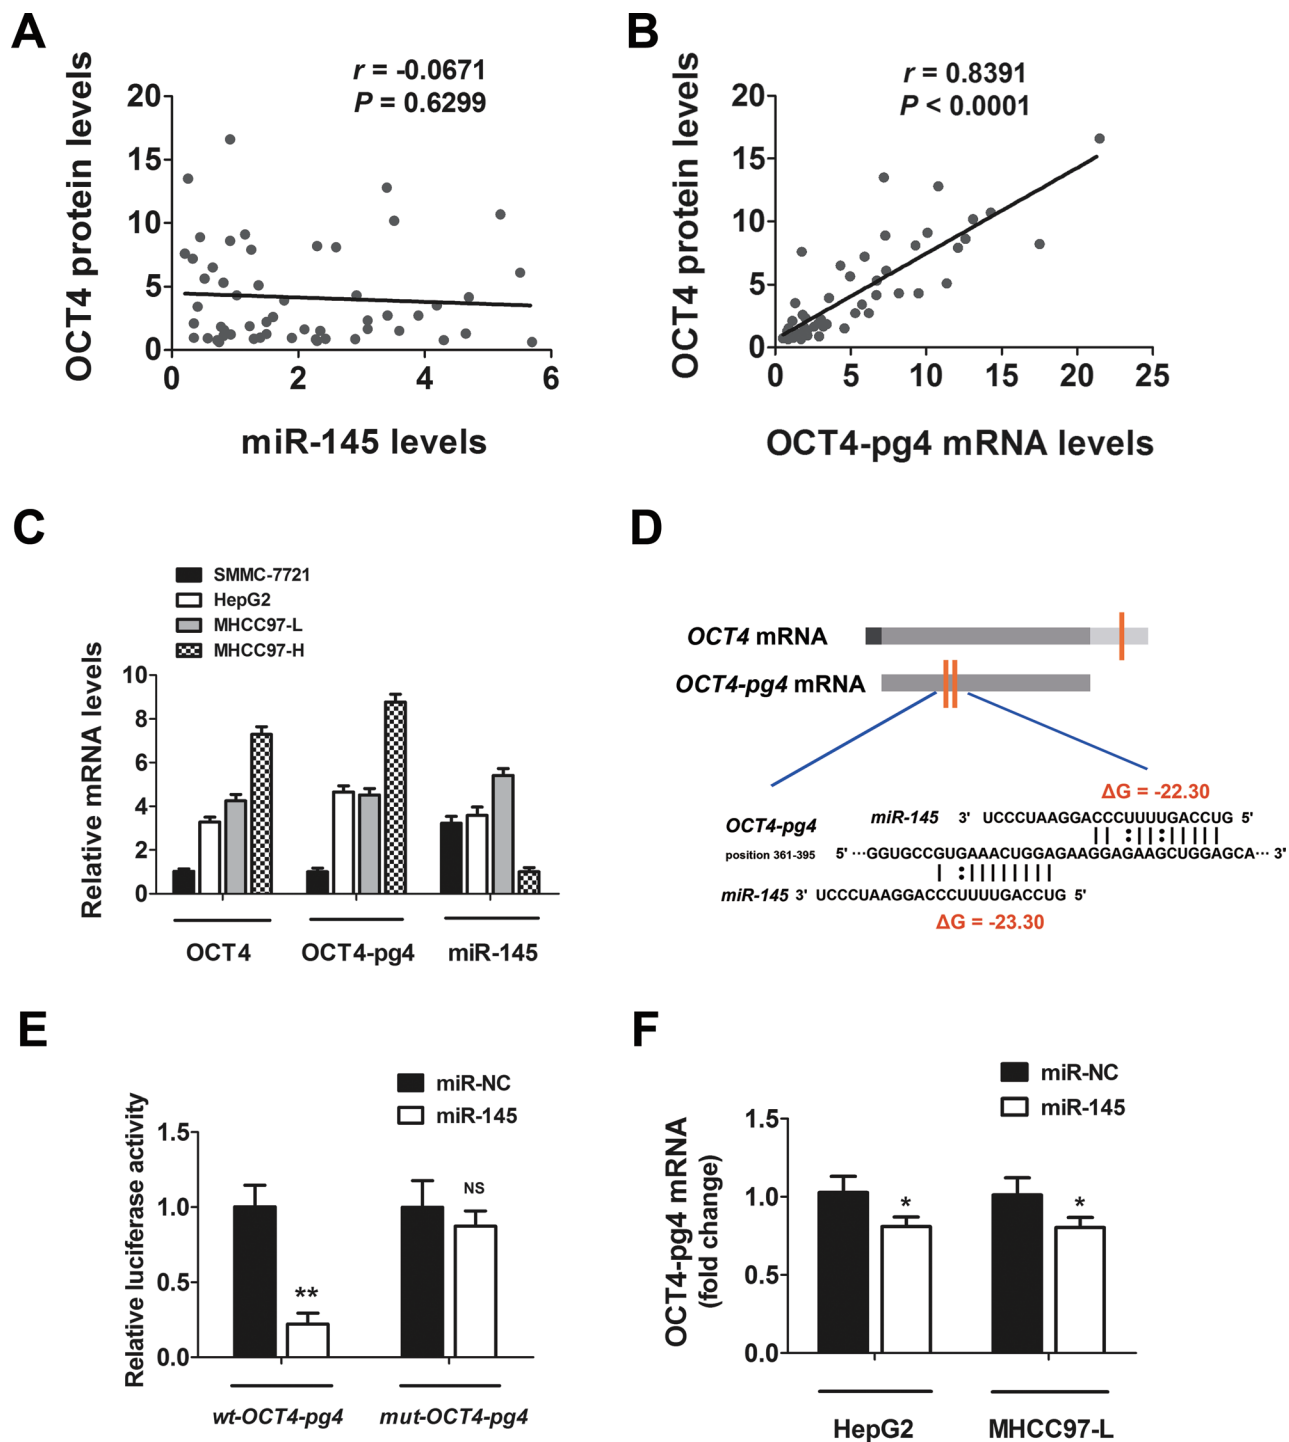 A
r = -0.0671
P = 0.6299
OCT4 protein levels
20
15
10
5
0
0 2 4 6
miR-145 levels
B
r = 0.8391
P < 0.0001
OCT4 protein levels
20
15
10
5
0
0 5 10 15 20 25
OCT4-pg4 mRNA levels
C
SMMC-7721
HepG2
MHCC97-L
MHCC97-H
Relative mRNA levels
10
8
6
4
2
0
OCT4 OCT4-pg4 miR-145
D
OCT4 mRNA
OCT4-pg4 mRNA
ΔG = -22.30
miR-145 3' UCCCUAAGGACCCUUUUGACCUG 5'
OCT4-pg4
position 361-395 5' ···GGUGCCGUGAAACUGGAGAAGGAGAAGCUGGAGCA··· 3'
miR-145 3' UCCCUAAGGACCCUUUUGACCUG 5'
ΔG = -23.30
E
miR-NC
miR-145
Relative luciferase activity
1.5
1.0
0.5
0.0
**
NS
wt-OCT4-pg4 mut-OCT4-pg4
F
miR-NC
miR-145
OCT4-pg4 mRNA
(fold change)
1.5
1.0
0.5
0.0
* *
HepG2 MHCC97-L